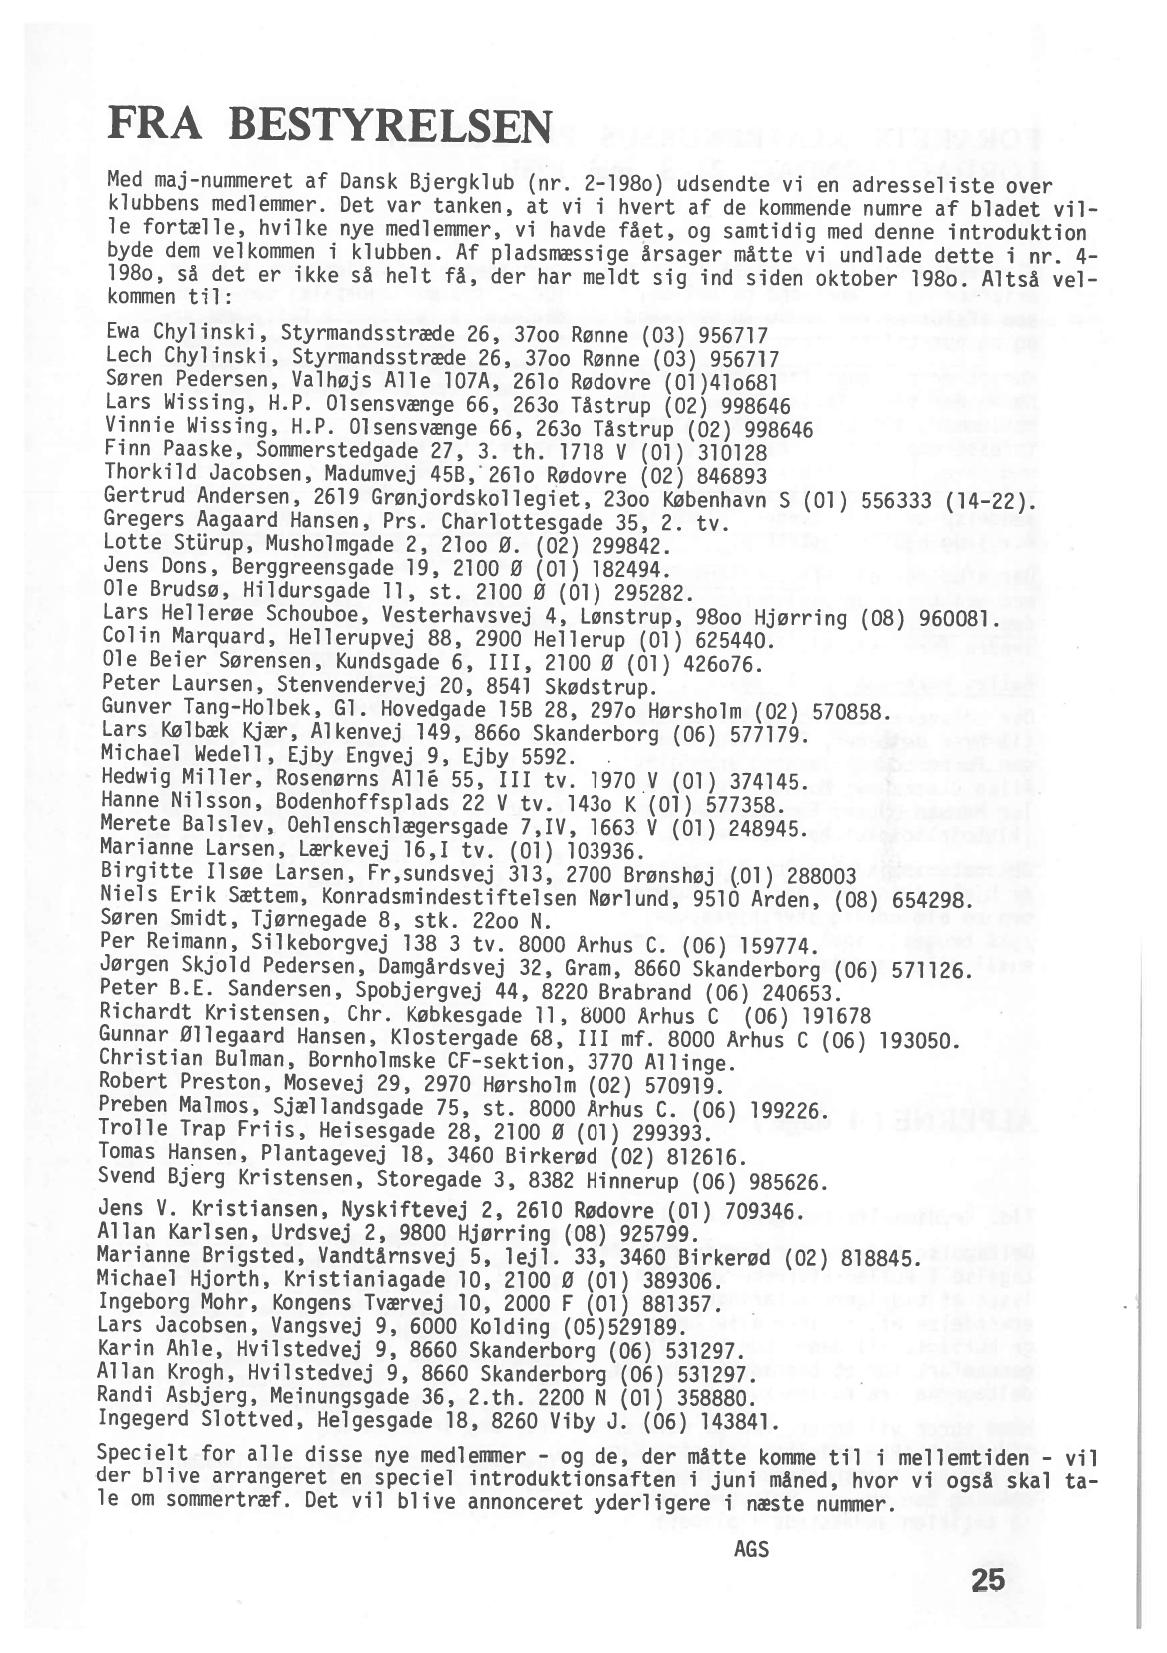 FRA BESTYRELSEN
Med maj-nummeret af Dansk Bjergklub (nr. 2-198o) udsendte vi en adresseliste over
klubbens medlemmer. Det var tanken, at vi i hvert af de kommende numre af bladet vil-
le fortælle, hvilke nye medlemmer, vi havde fået, og samtidig med denne introduktion
byde dem velkommen i klubben. Af pladsmæssige årsager måtte vi undlade dette i nr. 4-
198o, så det er ikke så helt få, der har meldt sig ind siden oktober 198o. Altså vel-
kommen til:
Ewa Chylinski, Styrmandsstræde 26, 37oo Rønne (03) 956717
Lech Chylinski, Styrmandsstræde 26, 37oo Rønne (03) 956717
Søren Pedersen, Valhøjs Alle 107A, 261o Rødovre (01)41o681
Lars Wissing, H.P. Olsensvænge 66, 263o Tåstrup (02) 998646
Vinnie Wissing, H.P. Olsensvænge 66, 263o Tåstrup (02) 998646
Finn Paaske, Sommerstedgade 27, 3. th. 1718 V (01) 310128
Thorkild Jacobsen, Madumvej 45B, 261o Rødovre (02) 846893
Gertrud Andersen, 2619 Grønjordskollegiet, 23oo København S (01) 556333 (14-22).
Gregers Aagaard Hansen, Prs. Charlottesgade 35, 2. tv.
Lotte Stürup, Musholmgade 2, 21oo Ø. (02) 299842.
Jens Dons, Berggreensgade 19, 2100 Ø (01) 182494.
Ole Brudsø, Hildursgade 11, st. 2100 Ø (01) 295282.
Lars Hellerøe Schouboe, Vesterhavsvej 4, Lønstrup, 98oo Hjørring (08) 960081.
Colin Marquard, Hellerupvej 88, 2900 Hellerup (01) 625440.
Ole Beier Sørensen, Kundsgade 6, III, 2100 Ø (01) 426o76.
Peter Laursen, Stenvendervej 20, 8541 Skødstrup.
Gunver Tang-Holbek, Gl. Hovedgade 15B 28, 297o Hørsholm (02) 570858.
Lars Kølbæk Kjær, Alkenvej 149, 866o Skanderborg (06) 577179.
Michael Wedell, Ejby Engvej 9, Ejby 5592.
Hedwig Miller, Rosenørns Allé 55, III tv. 1970 V (01) 374145.
Hanne Nilsson, Bodenhoffsplads 22 V tv. 143o K (01) 577358.
Merete Balslev, Oehlenschlægersgade 7,IV, 1663 V (01) 248945.
Marianne Larsen, Lærkevej 16,I tv. (01) 103936.
Birgitte Ilsøe Larsen, Fr,sundsvej 313, 2700 Brønshøj (01) 288003
Niels Erik Sættem, Konradsmindestiftelsen Nørlund, 9510 Arden, (08) 654298.
Søren Smidt, Tjørnegade 8, stk. 22oo N.
Per Reimann, Silkeborgvej 138 3 tv. 8000 Århus C. (06) 159774.
Jørgen Skjold Pedersen, Damgårdsvej 32, Gram, 8660 Skanderborg (06) 571126.
Peter B.E. Sandersen, Spobjergvej 44, 8220 Brabrand (06) 240653.
Richardt Kristensen, Chr. Købkesgade 11, 8000 Århus C (06) 191678
Gunnar Øllegaard Hansen, Klostergade 68, III mf. 8000 Århus C (06) 193050.
Christian Bulman, Bornholmske CF-sektion, 3770 Allinge.
Robert Preston, Mosevej 29, 2970 Hørsholm (02) 570919.
Preben Malmos, Sjællandsgade 75, st. 8000 Århus C. (06) 199226.
Trolle Trap Friis, Heisesgade 28, 2100 Ø (01) 299393.
Tomas Hansen, Plantagevej 18, 3460 Birkerød (02) 812616.
Svend Bjerg Kristensen, Storegade 3, 8382 Hinnerup (06) 985626.
Jens V. Kristiansen, Nyskiftevej 2, 2610 Rødovre (01) 709346.
Allan Karlsen, Urdsvej 2, 9800 Hjørring (08) 925799.
Marianne Brigsted, Vandtårnsvej 5, lejl. 33, 3460 Birkerød (02) 818845.
Michael Hjorth, Kristianiagade 10, 2100 Ø (01) 389306.
Ingeborg Mohr, Kongens Tværvej 10, 2000 F (01) 881357.
Lars Jacobsen, Vangsvej 9, 6000 Kolding (05)529189.
Karin Ahle, Hvilstedvej 9, 8660 Skanderborg (06) 531297.
Allan Krogh, Hvilstedvej 9, 8660 Skanderborg (06) 531297.
Randi Asbjerg, Meinungsgade 36, 2.th. 2200 N (01) 358880.
Ingegerd Slottved, Helgesgade 18, 8260 Viby J. (06) 143841.
Specielt for alle disse nye medlemmer - og de, der måtte komme til i mellemtiden - vil
der blive arrangeret en speciel introduktionsaften i juni måned, hvor vi også skal ta-
le om sommertræf. Det vil blive annonceret yderligere i næste nummer.
AGS
25